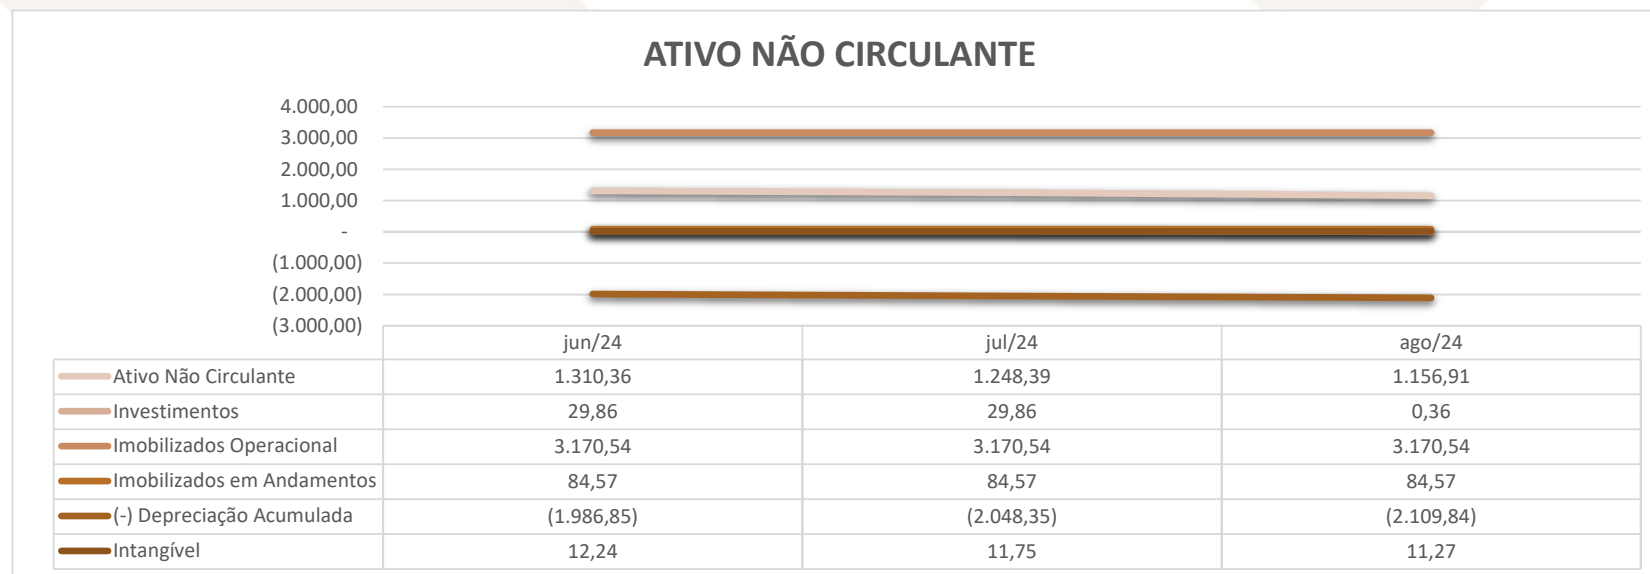 ATIVO NÃO CIRCULANTE
4.000,00
3.000,00
2.000,00
1.000,00
-
(1.000,00)
(2.000,00)
(3.000,00)
jun/24 jul/24 ago/24
Ativo Não Circulante 1.310,36 1.248,39 1.156,91
Investimentos 29,86 29,86 0,36
Imobilizados Operacional 3.170,54 3.170,54 3.170,54
Imobilizados em Andamentos 84,57 84,57 84,57
(-) Depreciação Acumulada (1.986,85) (2.048,35) (2.109,84)
Intangível 12,24 11,75 11,27